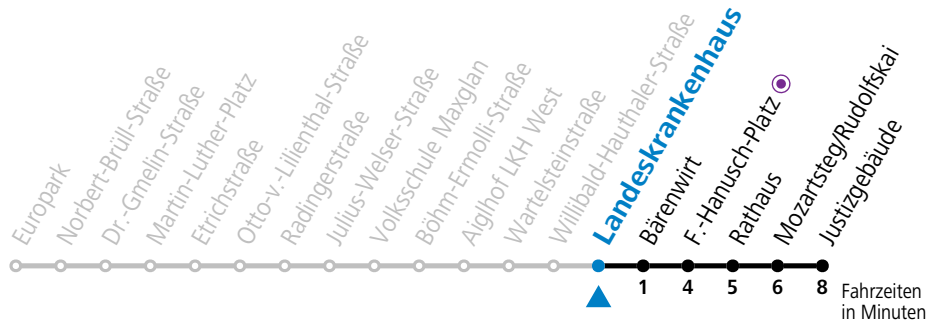 Europark
Norbert-Brüll-Straße
Dr.-Gmelin-Straße
Martin-Luther-Platz
Etrichstraße
Otto-v.-Lilienthal-Straße
Radingerstraße
Julius-Welser-Straße
Volksschule Maxglan
Böhm-Ermolli-Straße
Aiglhof LKH West
Wartelsteinstraße
Willibald-Hauthaler-Straße
Landeskrankenhaus
Bärenwirt
F.-Hanusch-Platz
Rathaus
Mozartsteg/Rudolfskai
Justizgebäude
1 4 5 6 8
Fahrzeiten
in Minuten